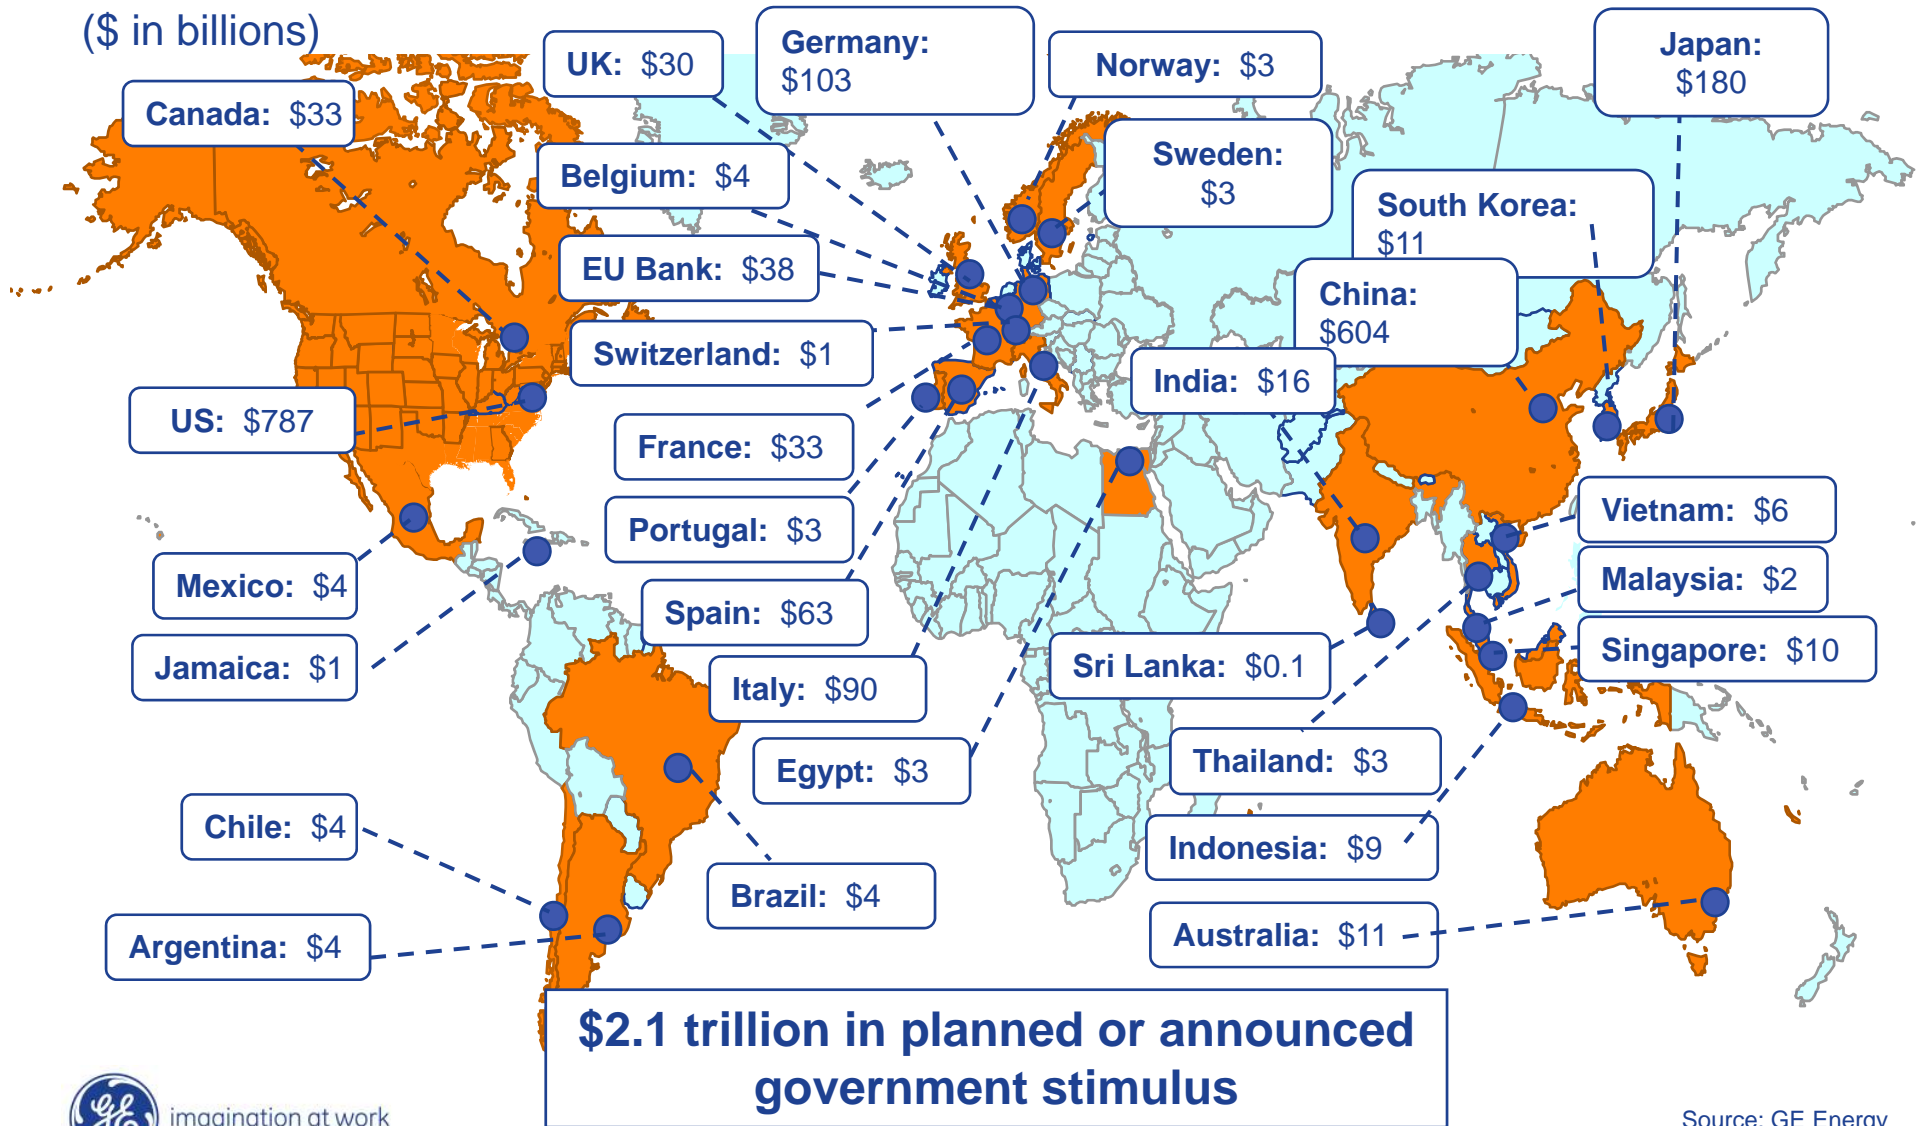 ($ in billions)
UK: $30
Germany:
$103
Norway: $3
Japan:
$180
Canada: $33
Belgium: $4
Sweden:
$3
South Korea:
$11
EU Bank: $38
China:
$604
Switzerland: $1
India: $16
US: $787
France: $33
Portugal: $3
Vietnam: $6
Mexico: $4
Malaysia: $2
Spain: $63
Jamaica: $1
Sri Lanka: $0.1
Singapore: $10
Italy: $90
Egypt: $3
Thailand: $3
Chile: $4
Indonesia: $9
Brazil: $4
Argentina: $4
Australia: $11
$2.1 trillion in planned or announced
government stimulus
GE
imagination at work
Source: GE Energy